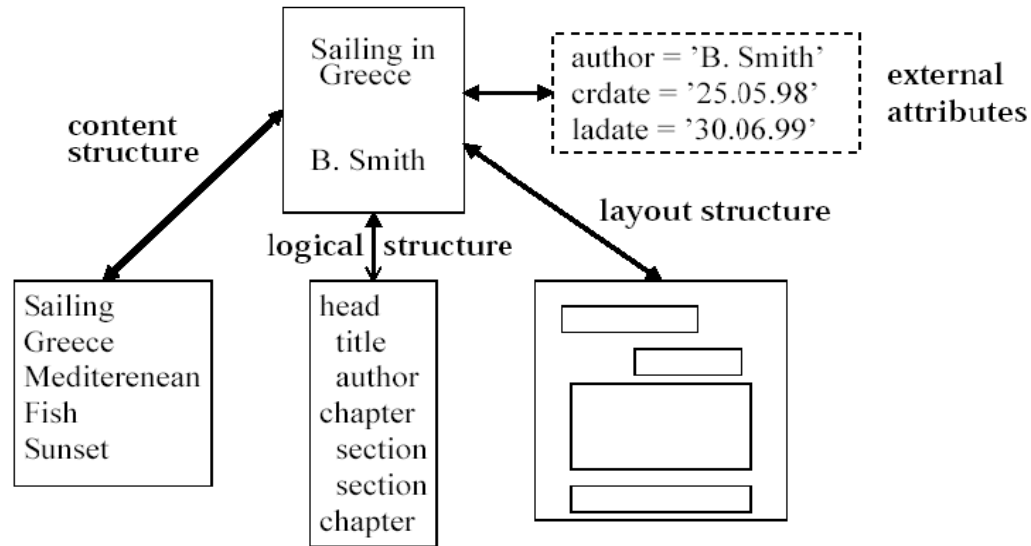 Sailing in
Greece
B. Smith
author = ’B. Smith’
crdate = ’25.05.98’
ladate = ’30.06.99’
external
attributes
content
structure
logical structure
layout structure
Sailing
Greece
Mediterenean
Fish
Sunset
head
title
author
chapter
section
section
chapter